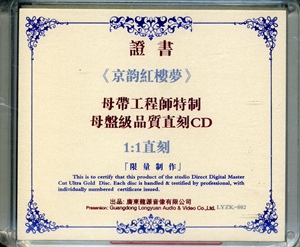 證書
《京韵紅樓夢》
母帶工程師特制
母盤級品質直刻CD
1:1直刻
「限量制作」
This is to certify that this product of the studio Direct Digital Master
Cut Ultra Gold Disc. Each disc is handled & testified by professional, with
individually numbered certificate issued.
出品: 廣東龍源音像有限公司
Presention: Guangdong Longyuan Audio & Video Co.,Ltd.
LYZK-002